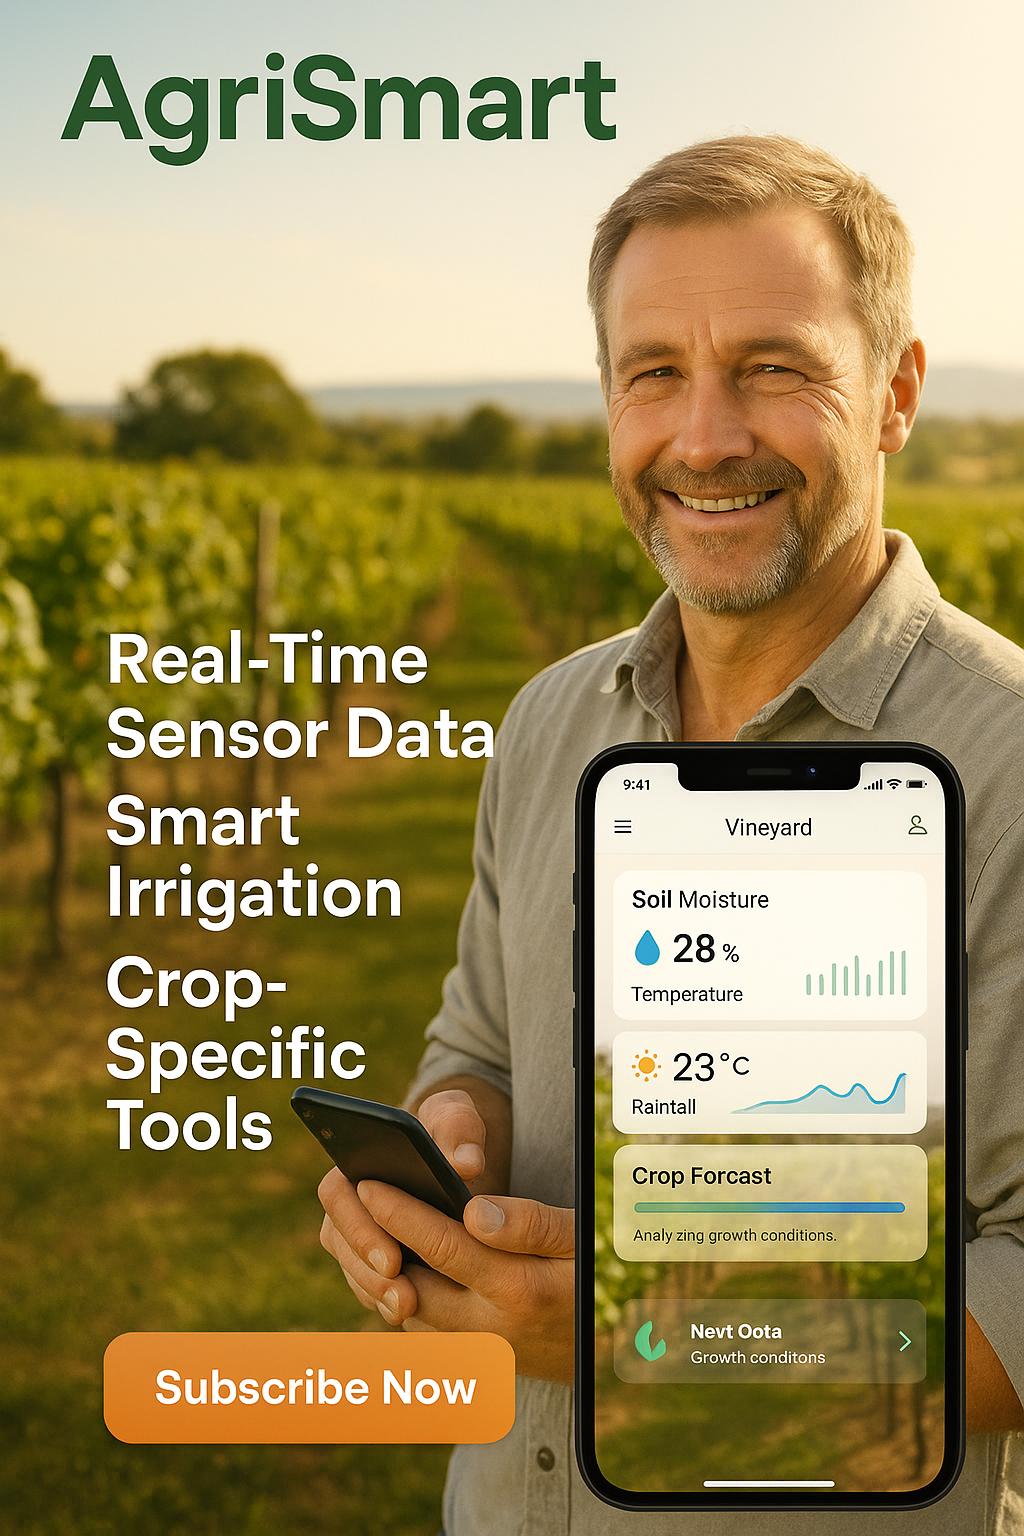 AgriSmart
Real-Time
Sensor Data
Smart
Irrigation
Crop-
Specific
Tools
Subscribe Now
9:41
Vineyard
Soil Moisture
28 %
Temperature
23°C
Raintall
Crop Forcast
Analy zing growth conditions.
Nevt Oota
Growth conditons